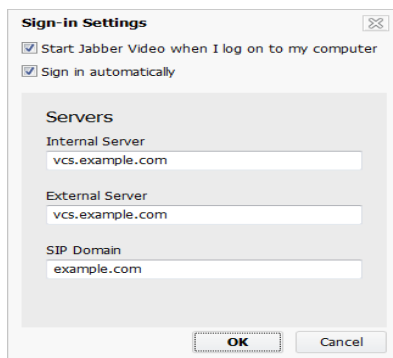 Sign-in Settings
Start Jabber Video when I log on to my computer
Sign in automatically
Servers
Internal Server
vcs.example.com
External Server
vcs.example.com
SIP Domain
example.com
OK Cancel